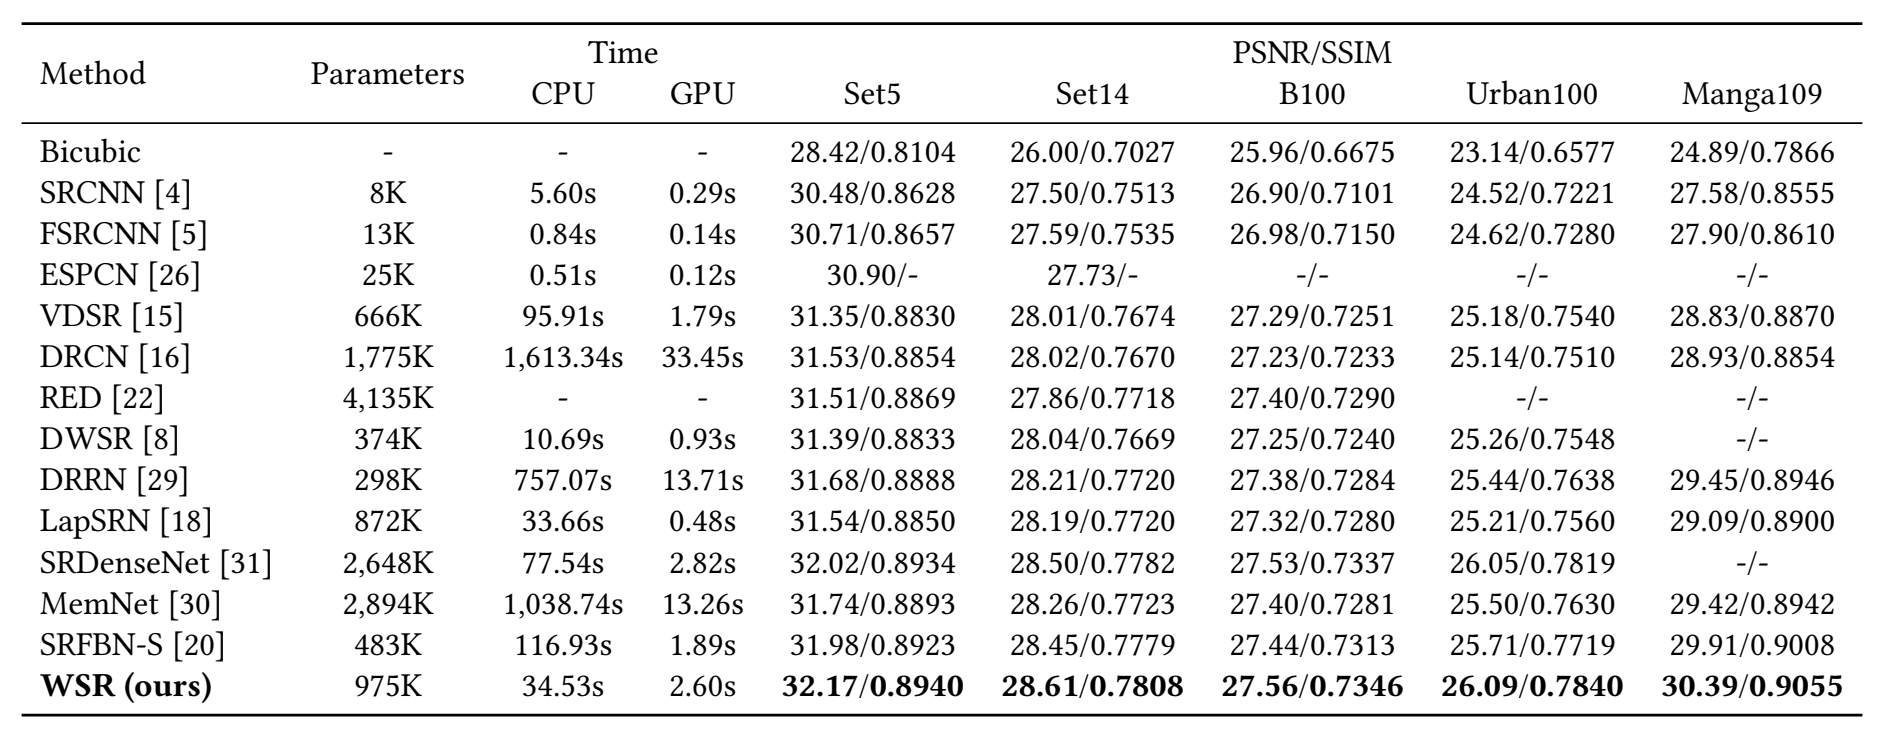 Method Parameters Time PSNR/SSIM
CPU GPU Set5 Set14 B100 Urban100 Manga109
Bicubic - - - 28.42/0.8104 26.00/0.7027 25.96/0.6675 23.14/0.6577 24.89/0.7866
SRCNN [4] 8K 5.60s 0.29s 30.48/0.8628 27.50/0.7513 26.90/0.7101 24.52/0.7221 27.58/0.8555
FSRCNN [5] 13K 0.84s 0.14s 30.71/0.8657 27.59/0.7535 26.98/0.7150 24.62/0.7280 27.90/0.8610
ESPCN [26] 25K 0.51s 0.12s 30.90/- 27.73/- -/- -/- -/-
VDSR [15] 666K 95.91s 1.79s 31.35/0.8830 28.01/0.7674 27.29/0.7251 25.18/0.7540 28.83/0.8870
DRCN [16] 1,775K 1,613.34s 33.45s 31.53/0.8854 28.02/0.7670 27.23/0.7233 25.14/0.7510 28.93/0.8854
RED [22] 4,135K - - 31.51/0.8869 27.86/0.7718 27.40/0.7290 -/- -/-
DWSR [8] 374K 10.69s 0.93s 31.39/0.8833 28.04/0.7669 27.25/0.7240 25.26/0.7548 -/-
DRRN [29] 298K 757.07s 13.71s 31.68/0.8888 28.21/0.7720 27.38/0.7284 25.44/0.7638 29.45/0.8946
LapSRN [18] 872K 33.66s 0.48s 31.54/0.8850 28.19/0.7720 27.32/0.7280 25.21/0.7560 29.09/0.8900
SRDenseNet [31] 2,648K 77.54s 2.82s 32.02/0.8934 28.50/0.7782 27.53/0.7337 26.05/0.7819 -/-
MemNet [30] 2,894K 1,038.74s 13.26s 31.74/0.8893 28.26/0.7723 27.40/0.7281 25.50/0.7630 29.42/0.8942
SRFBN-S [20] 483K 116.93s 1.89s 31.98/0.8923 28.45/0.7779 27.44/0.7313 25.71/0.7719 29.91/0.9008
WSR (ours) 975K 34.53s 2.60s 32.17/0.8940 28.61/0.7808 27.56/0.7346 26.09/0.7840 30.39/0.9055